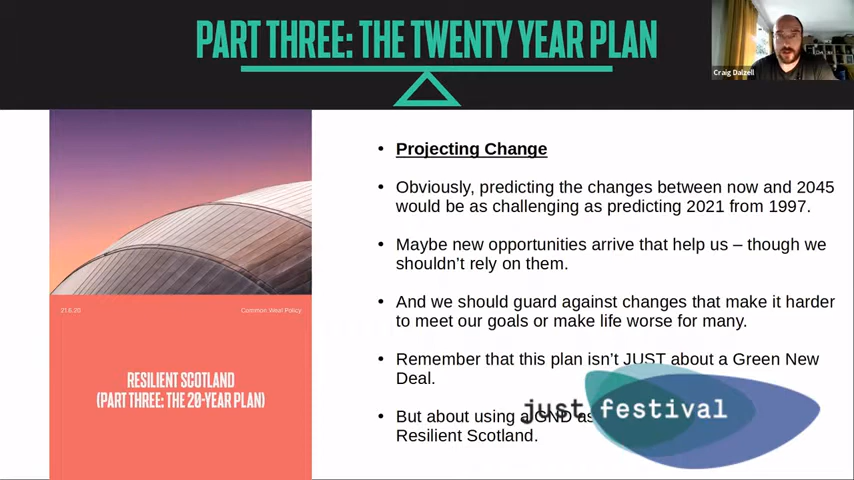 PART THREE: THE TWENTY YEAR PLAN
Craig Dalzell
Projecting Change
Obviously, predicting the changes between now and 2045
would be as challenging as predicting 2021 from 1997.
Maybe new opportunities arrive that help us – though we
shouldn't rely on them.
And we should guard against changes that make it harder
to meet our goals or make life worse for many.
Remember that this plan isn't JUST about a Green New
Deal.
But about using a GND as
Resilient Scotland.
21.6.20
Common Weal Policy
RESILIENT SCOTLAND
(PART THREE: THE 20-YEAR PLAN)
just festival